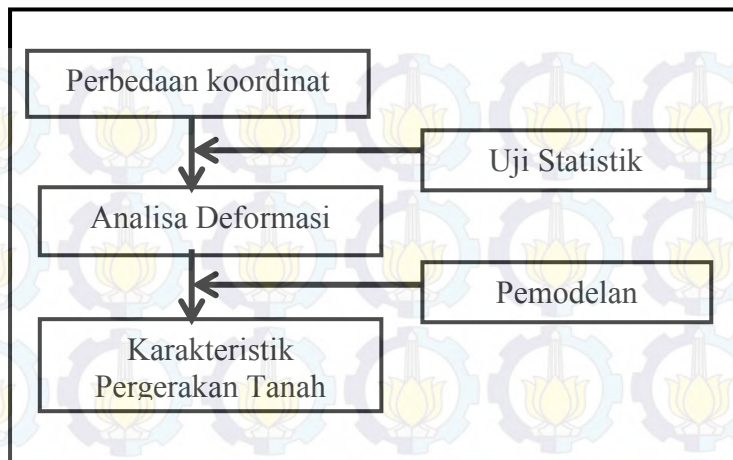 Perbedaan koordinat
Uji Statistik
Analisa Deformasi
Pemodelan
Karakteristik
Pergerakan Tanah